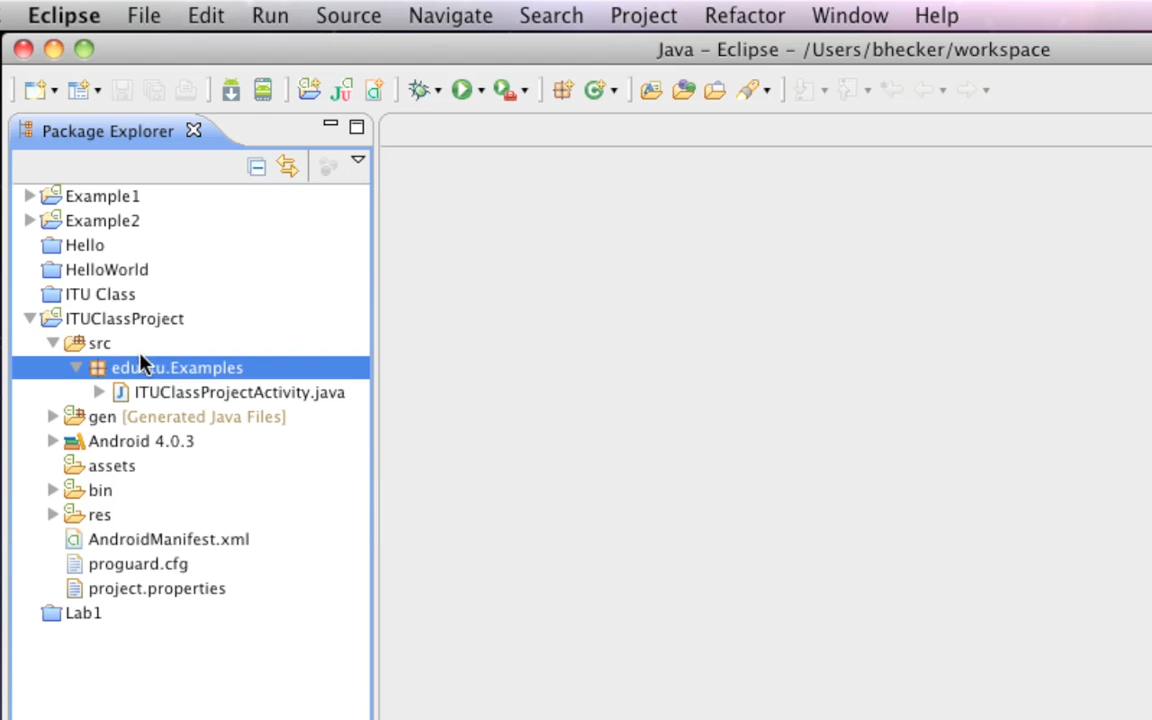 Eclipse File Edit Run Source Navigate Search Project Refactor Window Help
Java – Eclipse – /Users/bhecker/workspace
Package Explorer
Example1
Example2
Hello
HelloWorld
ITU Class
ITUClassProject
src
.Examples
ITUClassProjectActivity.java
gen [Generated Java Files]
Android 4.0.3
assets
bin
res
AndroidManifest.xml
proguard.cfg
project.properties
Lab1